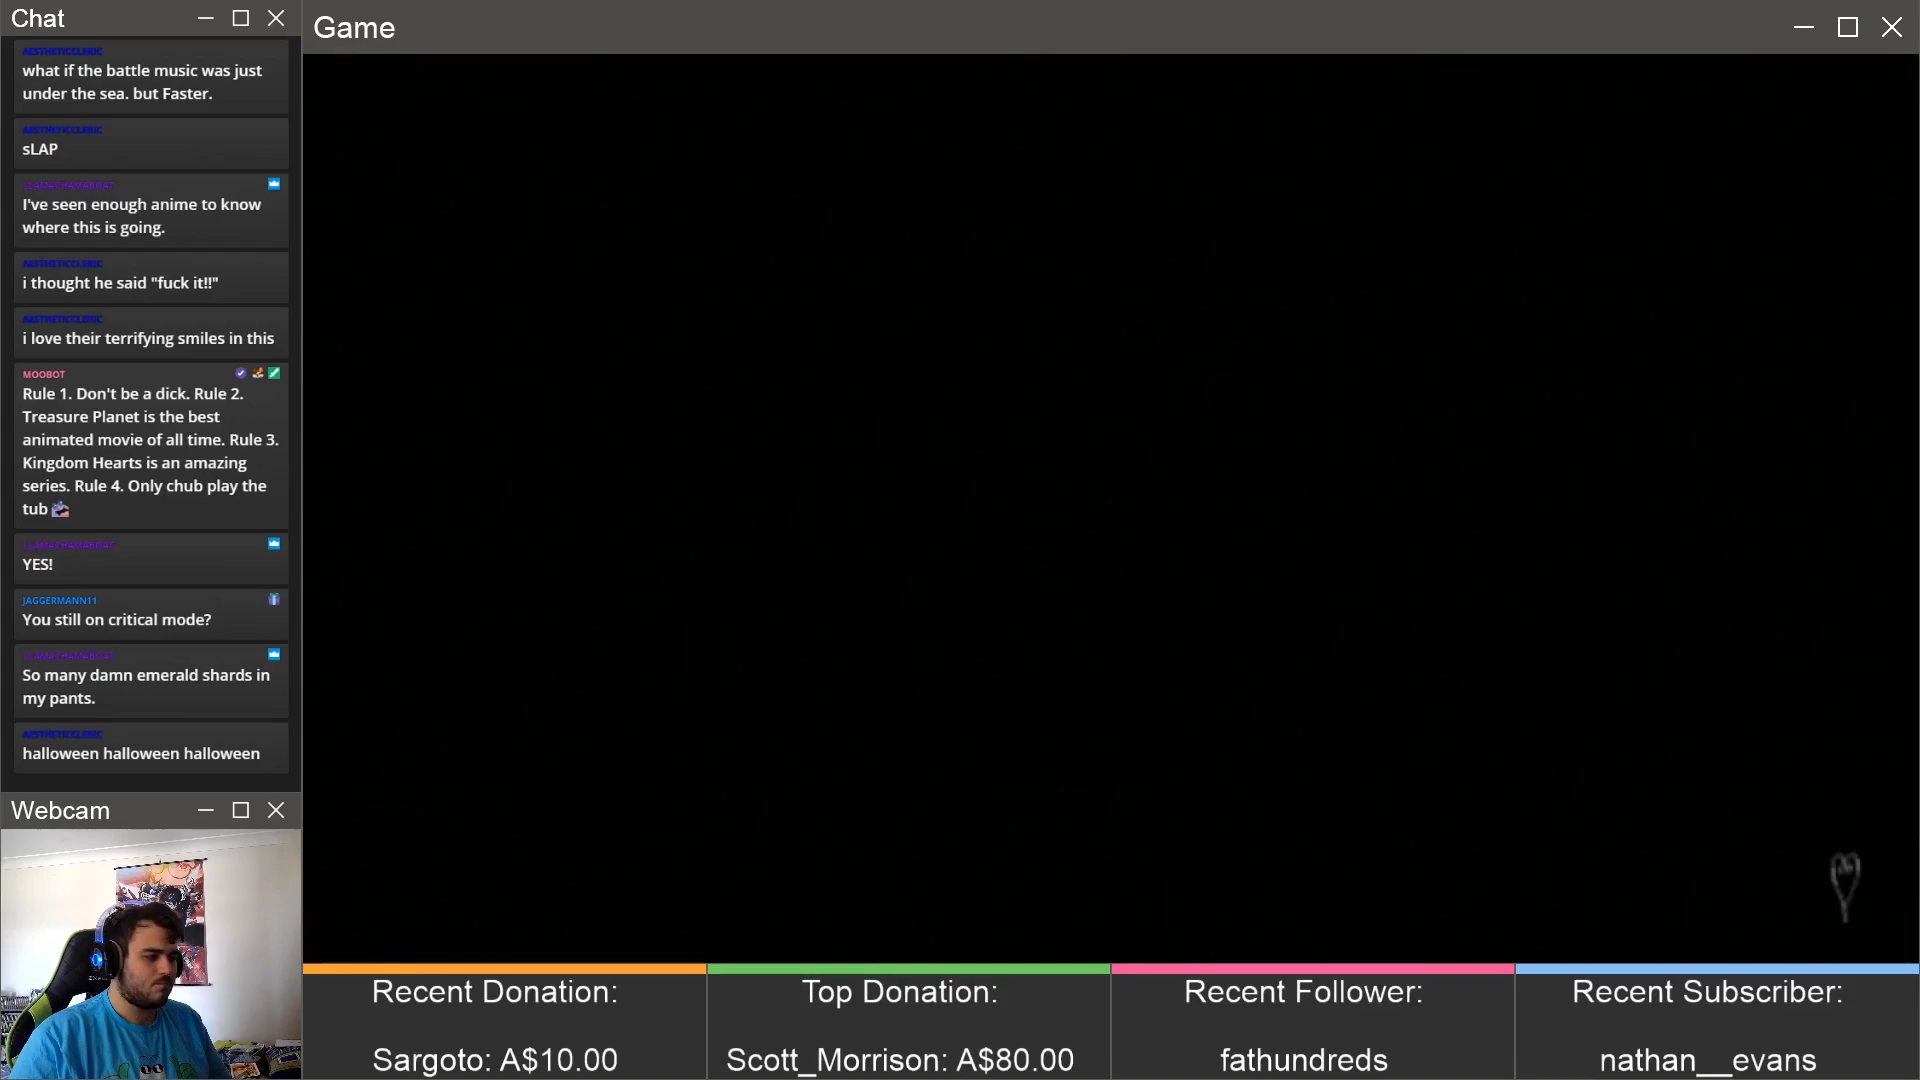 Chat
AESTHETICCLERIC
what if the battle music was just
under the sea. but Faster.
AESTHETICCLERIC
sLAP
I've seen enough anime to know
where this is going.
AESTHETICCLERIC
i thought he said "fuck it!!"
AESTHETICCLERIC
i love their terrifying smiles in this
MOOBOT
Rule 1. Don't be a dick. Rule 2.
Treasure Planet is the best
animated movie of all time. Rule 3.
Kingdom Hearts is an amazing
series. Rule 4. Only chub play the
tub
YES!
JAGGERMANN11
You still on critical mode?
So many damn emerald shards in
my pants.
AESTHETICCLERIC
halloween halloween halloween
Webcam
Game
Recent Donation:
Sargoto: A$10.00
Top Donation:
Scott_Morrison: A$80.00
Recent Follower:
fathundreds
Recent Subscriber:
nathan__evans